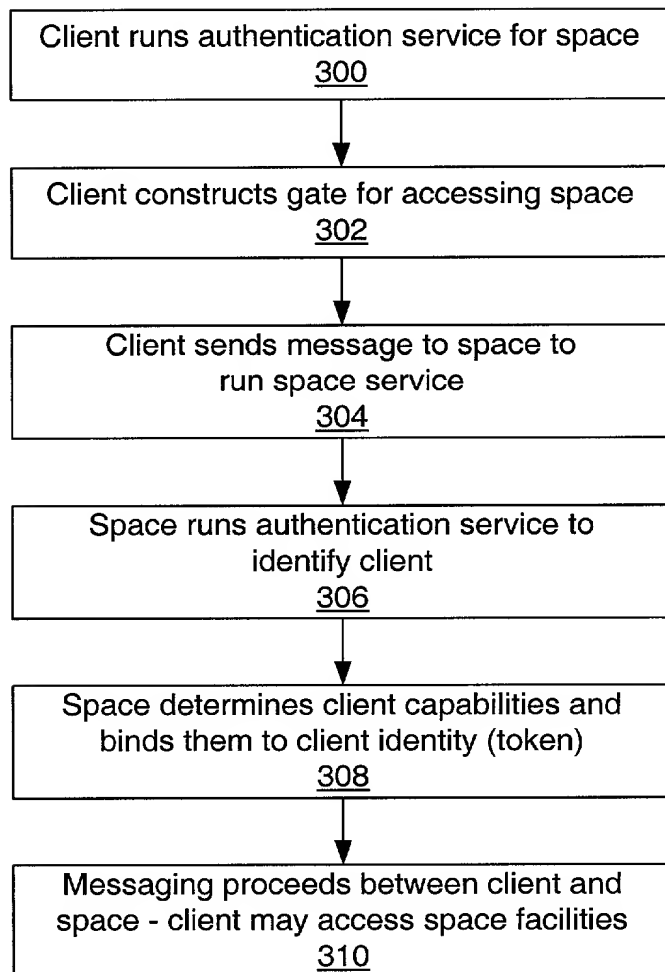 Client runs authentication service for space
300
Client constructs gate for accessing space
302
Client sends message to space to
run space service
304
Space runs authentication service to
identify client
306
Space determines client capabilities and
binds them to client identity (token)
308
Messaging proceeds between client and
space - client may access space facilities
310